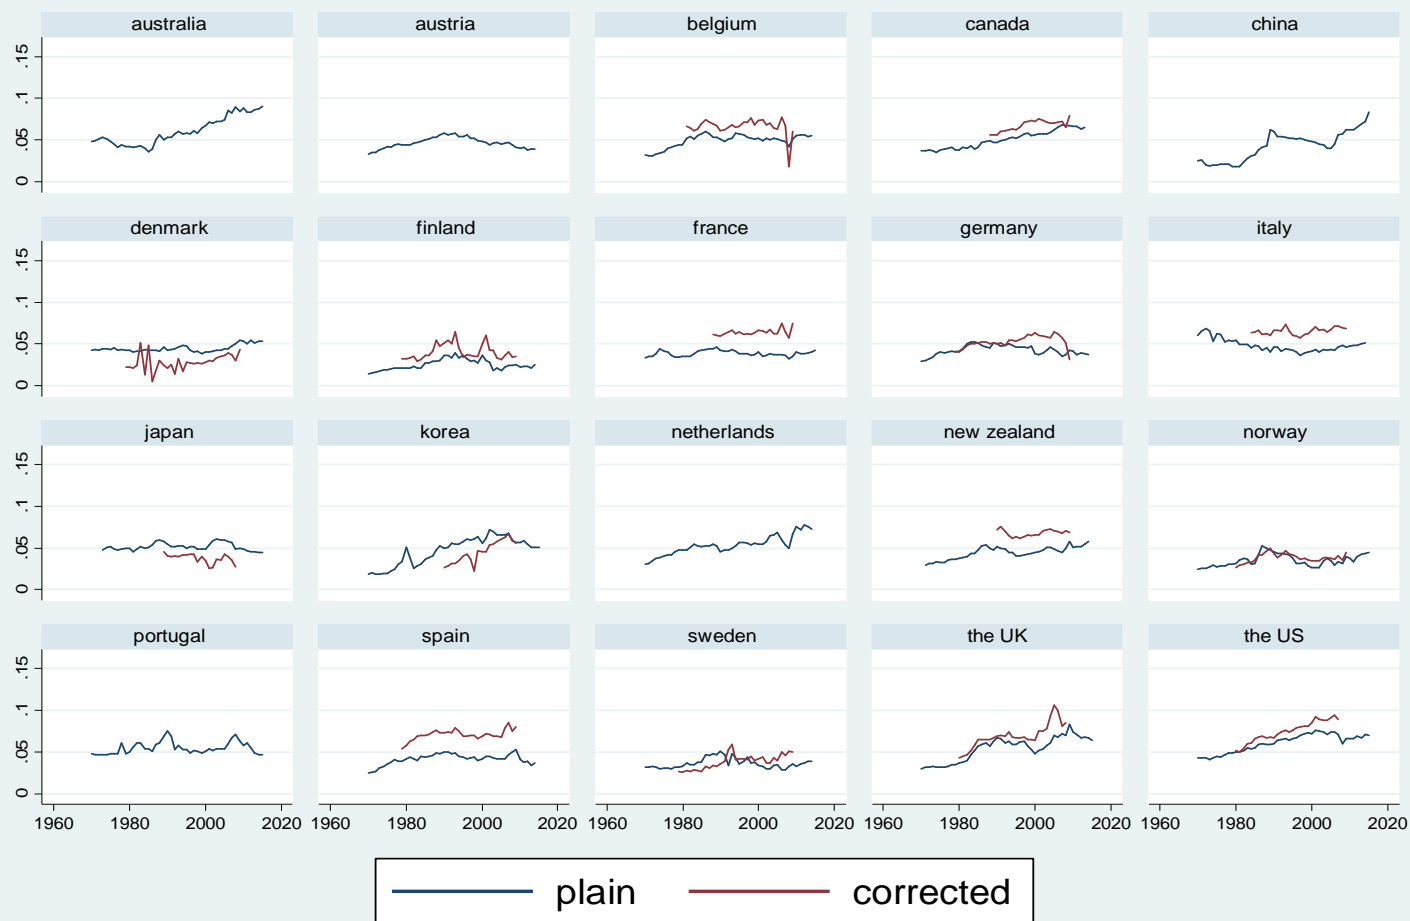 australia austria belgium canada china
.15
.1
.05
0
denmark finland france germany italy
.15
.1
.05
0
japan korea netherlands new zealand norway
.15
.1
.05
0
portugal spain sweden the UK the US
.15
.1
.05
0
1960 1980 2000 2020 1960 1980 2000 2020 1960 1980 2000 2020 1960 1980 2000 2020 1960 1980 2000 2020
plain corrected